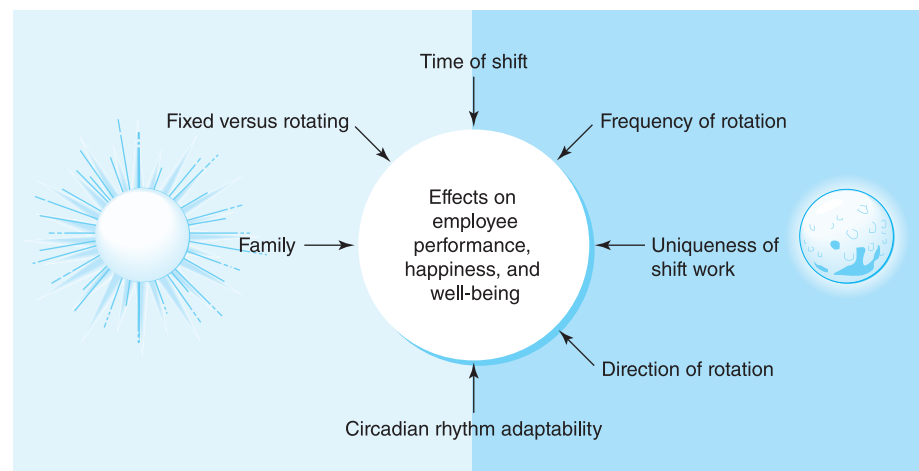 Time of shift
Fixed versus rotating
Frequency of rotation
Effects on
employee
performance,
happiness, and
well-being
Family
Uniqueness of
shift work
Direction of rotation
Circadian rhythm adaptability